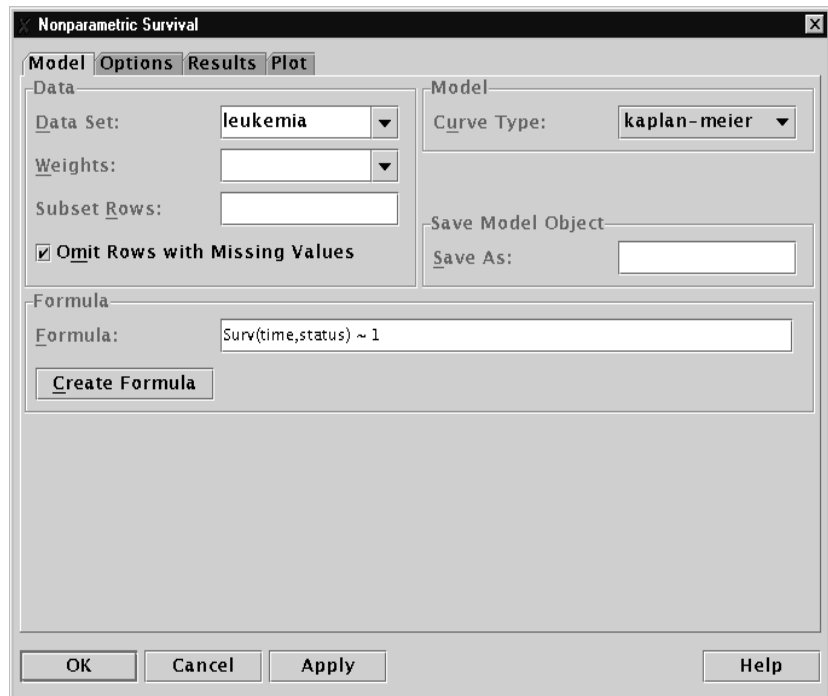 Nonparametric Survival
Model Options Results Plot
Data
Data Set: leukemia
Weights:
Subset Rows:
Omit Rows with Missing Values
Model
Curve Type: kaplan-meier
Save Model Object
Save As:
Formula
Formula: Surv(time,status) ~ 1
Create Formula
OK Cancel Apply Help